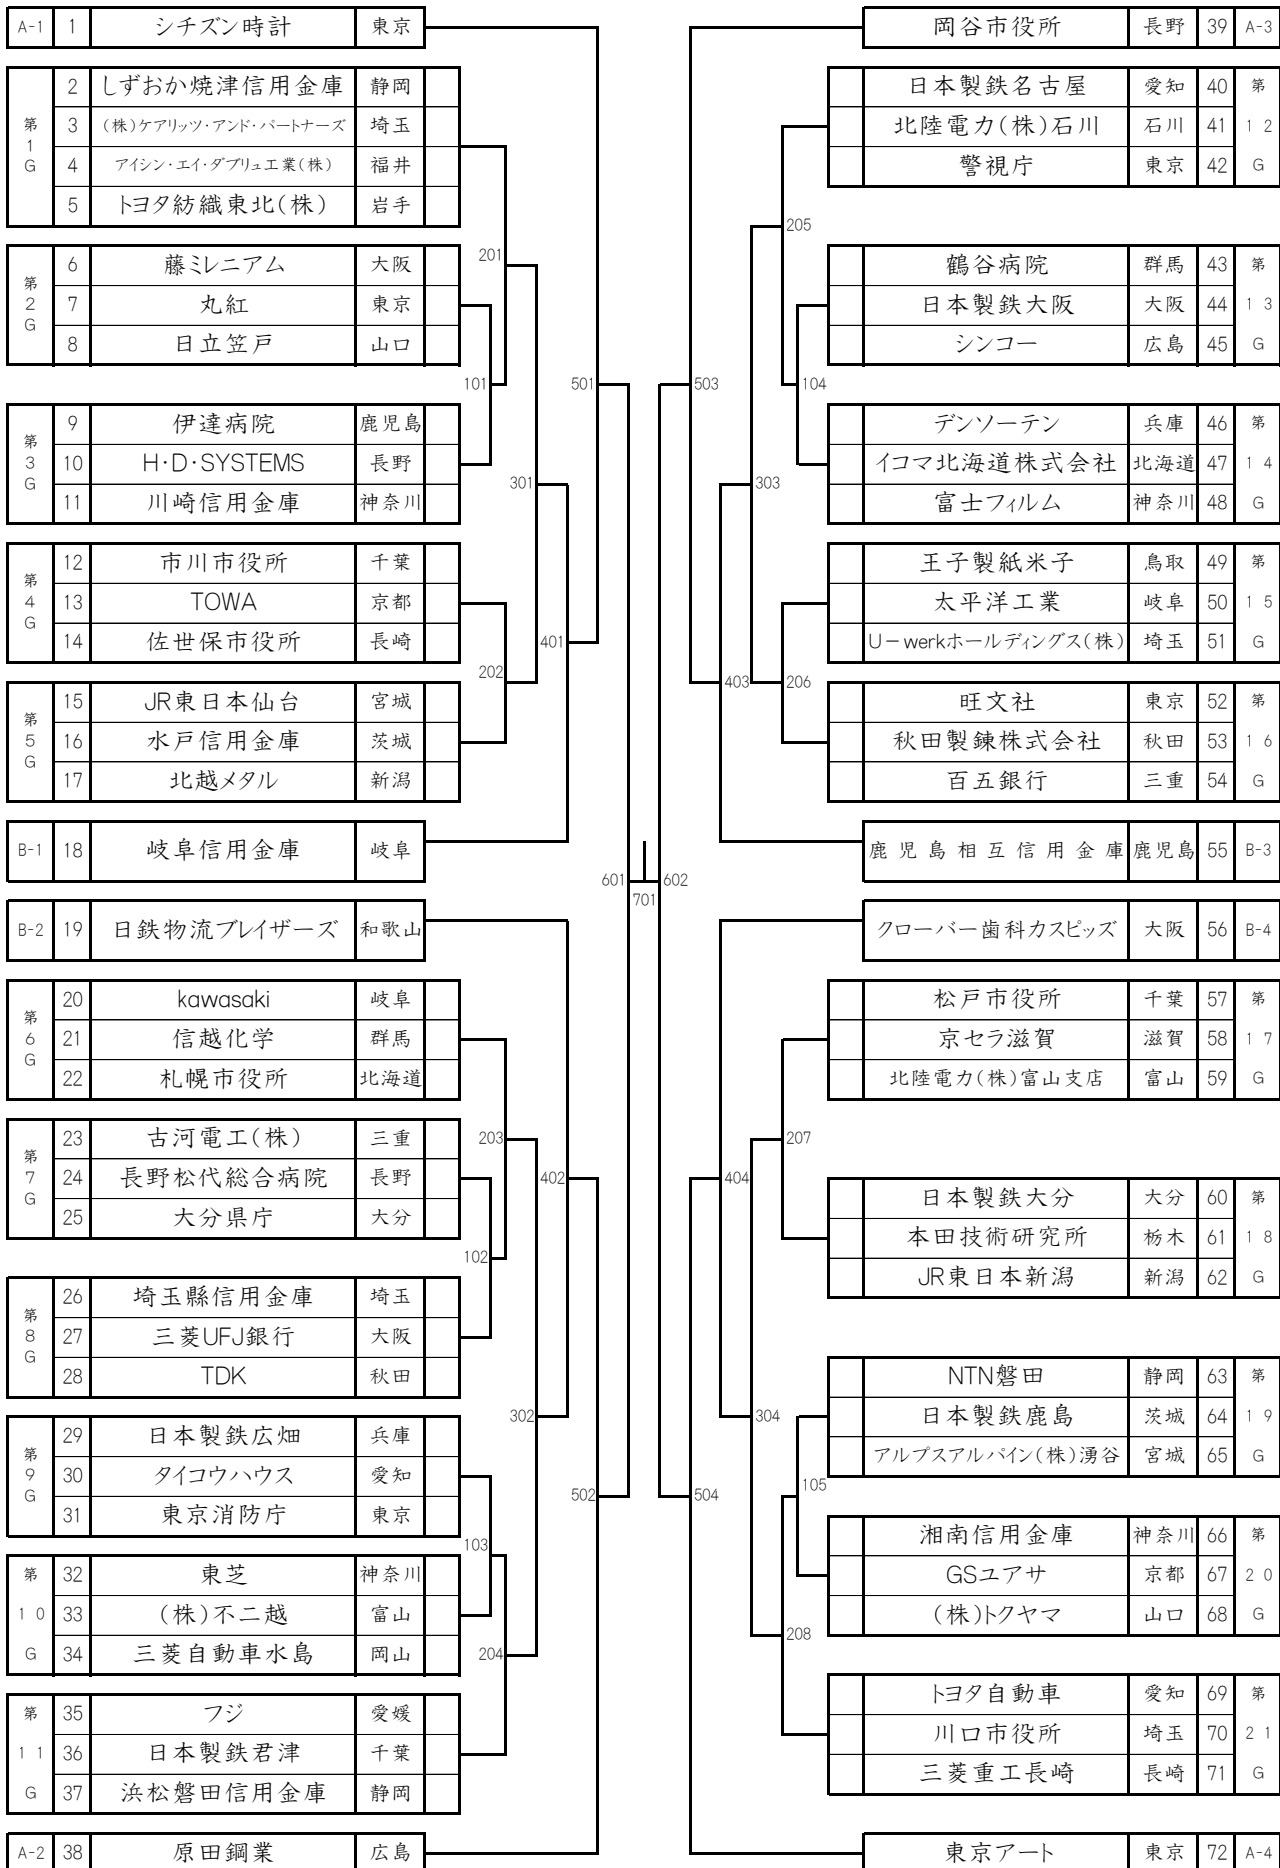 A-1 1 シチズン時計 東京
第1G
2 しずおか焼津信用金庫 静岡
3 (株)ケアリッツ・アンド・パートナーズ 埼玉
4 アイシン・エイ・ダブリュ工業(株) 福井
5 トヨタ紡織東北(株) 岩手
第2G
6 藤ミレニアム 大阪
7 丸紅 東京
8 日立笠戸 山口
第3G
9 伊達病院 鹿児島
10 H・D・SYSTEMS 長野
11 川崎信用金庫 神奈川
第4G
12 市川市役所 千葉
13 TOWA 京都
14 佐世保市役所 長崎
第5G
15 JR東日本仙台 宮城
16 水戸信用金庫 茨城
17 北越メタル 新潟
B-1 18 岐阜信用金庫 岐阜
B-2 19 日鉄物流ブレイザーズ 和歌山
第6G
20 kawasaki 岐阜
21 信越化学 群馬
22 札幌市役所 北海道
第7G
23 古河電工(株) 三重
24 長野松代総合病院 長野
25 大分県庁 大分
第8G
26 埼玉縣信用金庫 埼玉
27 三菱UFJ銀行 大阪
28 TDK 秋田
第9G
29 日本製鉄広畑 兵庫
30 タイコウハウス 愛知
31 東京消防庁 東京
第10G
32 東芝 神奈川
33 (株)不二越 富山
34 三菱自動車水島 岡山
第11G
35 フジ 愛媛
36 日本製鉄君津 千葉
37 浜松磐田信用金庫 静岡
A-2 38 原田鋼業 広島
201
101
501
301
401
202
601
701
602
203
402
102
302
502
103
204
205
503
104
303
403
206
207
404
304
504
105
208
岡谷市役所 長野 39 A-3
日本製鉄名古屋 愛知 40
北陸電力(株)石川 石川 41
警視庁 東京 42
第12G
鶴谷病院 群馬 43
日本製鉄大阪 大阪 44
シンコー 広島 45
第13G
デンソーテン 兵庫 46
イコマ北海道株式会社 北海道 47
富士フィルム 神奈川 48
第14G
王子製紙米子 鳥取 49
太平洋工業 岐阜 50
U-werkホールディングス(株) 埼玉 51
第15G
旺文社 東京 52
秋田製錬株式会社 秋田 53
百五銀行 三重 54
第16G
鹿児島相互信用金庫 鹿児島 55 B-3
クローバー歯科カスピッズ 大阪 56 B-4
松戸市役所 千葉 57
京セラ滋賀 滋賀 58
北陸電力(株)富山支店 富山 59
第17G
日本製鉄大分 大分 60
本田技術研究所 栃木 61
JR東日本新潟 新潟 62
第18G
NTN磐田 静岡 63
日本製鉄鹿島 茨城 64
アルプスアルパイン(株)湧谷 宮城 65
第19G
湘南信用金庫 神奈川 66
GSユアサ 京都 67
(株)トクヤマ 山口 68
第20G
トヨタ自動車 愛知 69
川口市役所 埼玉 70
三菱重工長崎 長崎 71
第21G
東京アート 東京 72 A-4